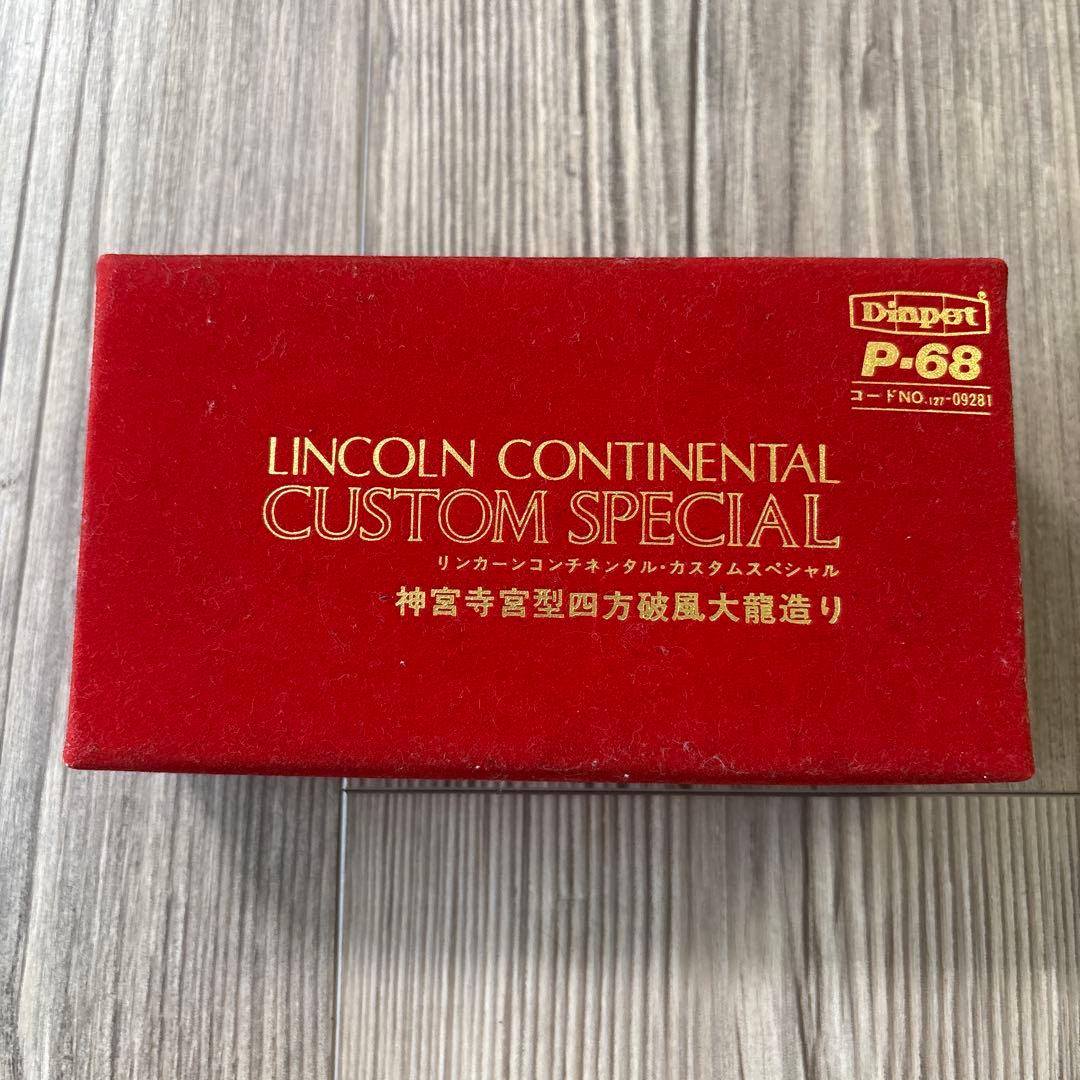 Diapet
P-68
コードNO.127-09281
LINCOLN CONTINENTAL
CUSTOM SPECIAL
リンカーンコンチネンタル・カスタムスペシャル
神宮寺宮型四方破風大龍造り